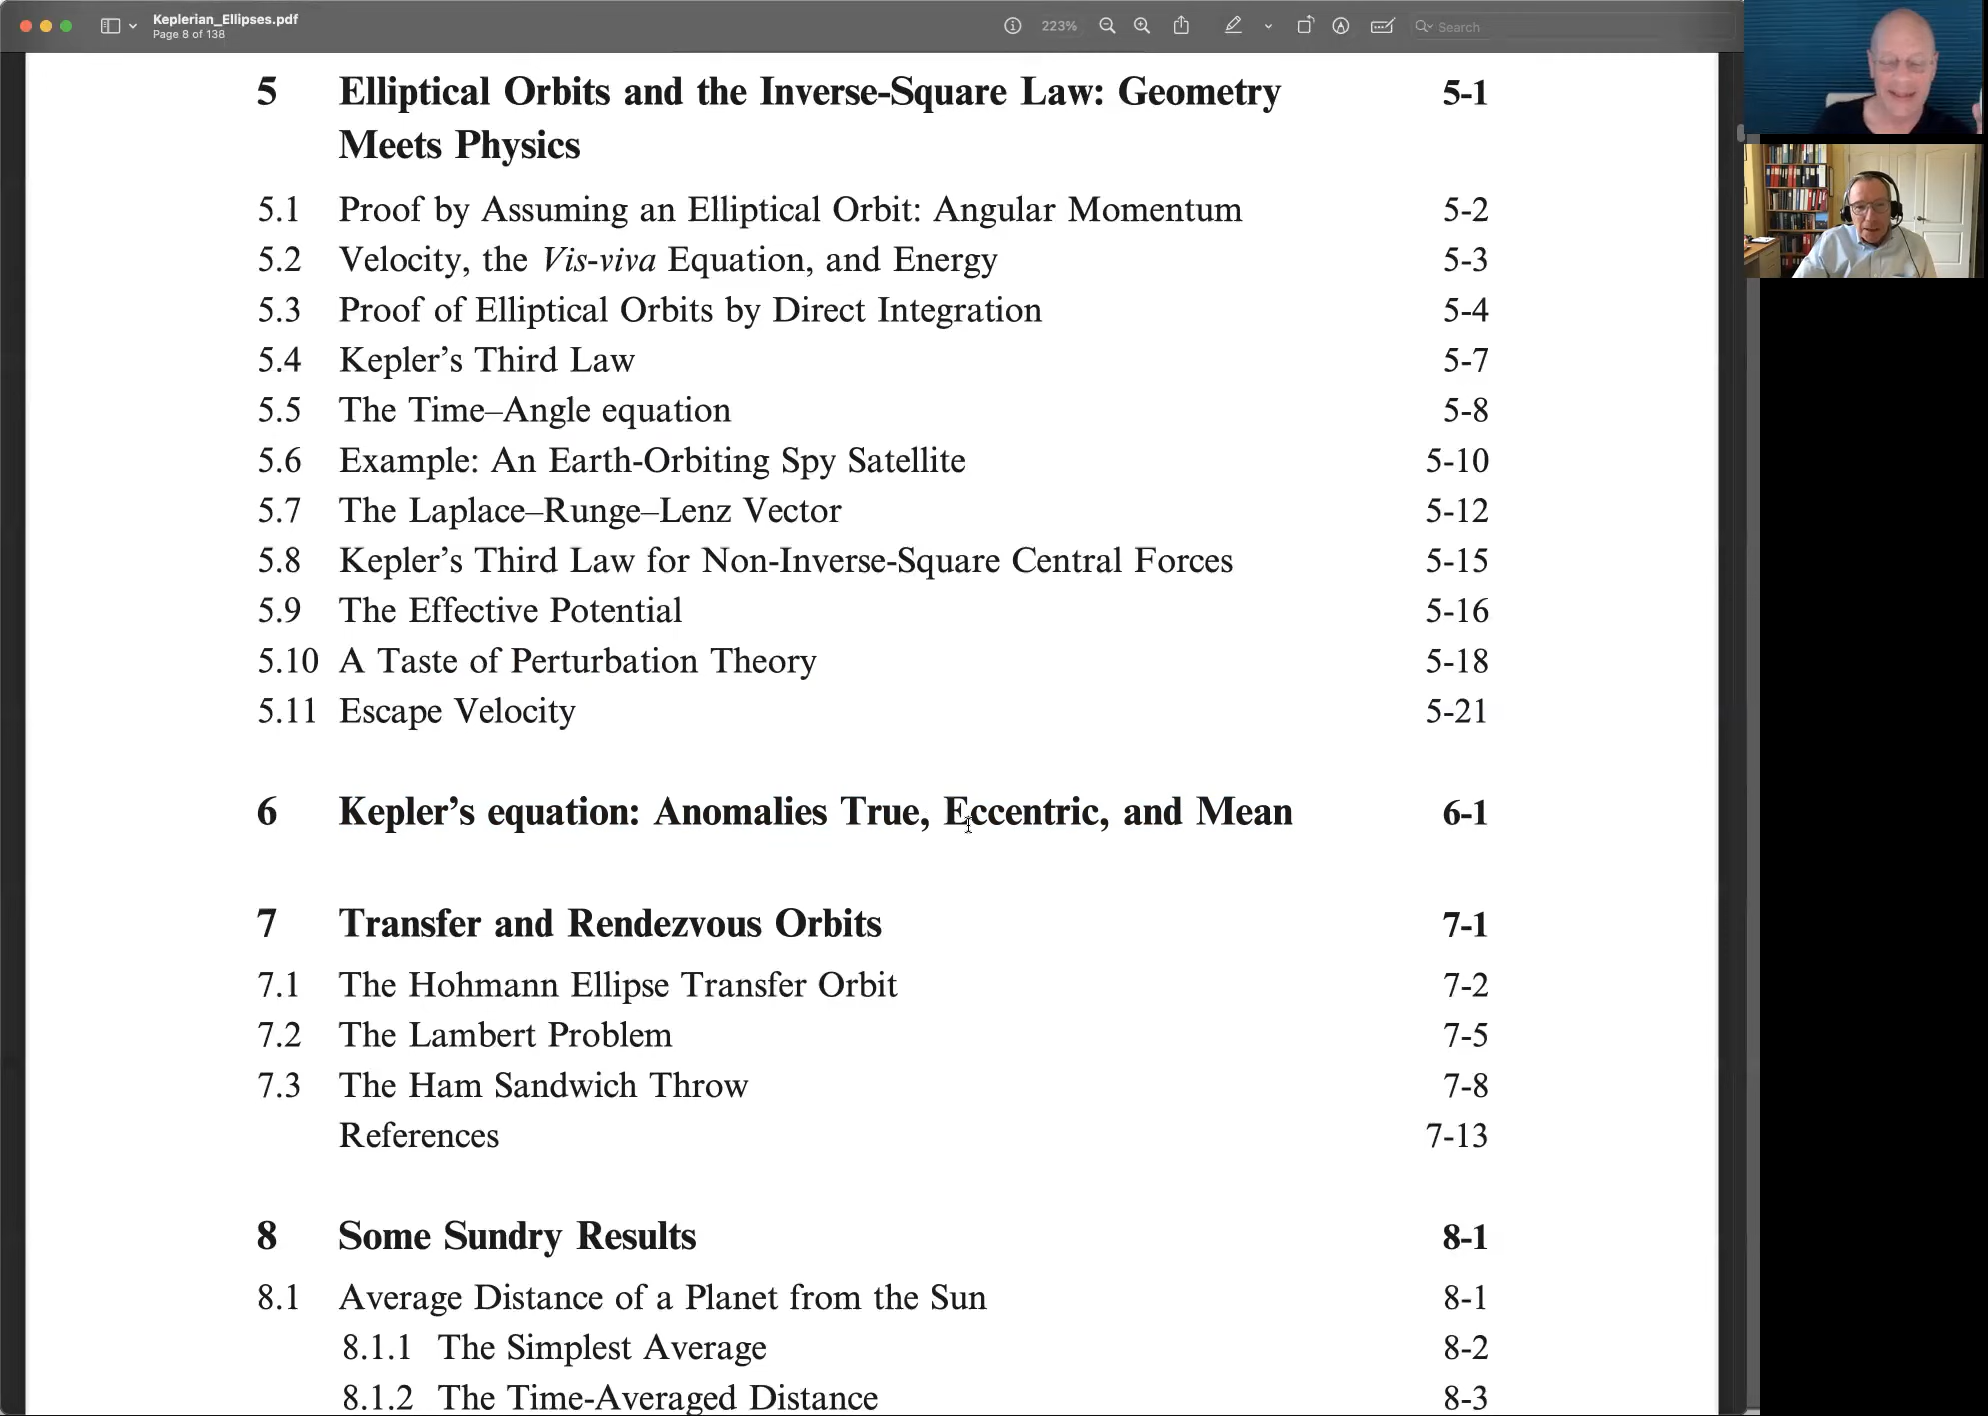 Keplerian_Ellipses.pdf
Page 8 of 138
223%
Search
5 Elliptical Orbits and the Inverse-Square Law: Geometry 5-1
Meets Physics
5.1 Proof by Assuming an Elliptical Orbit: Angular Momentum 5-2
5.2 Velocity, the Vis-viva Equation, and Energy 5-3
5.3 Proof of Elliptical Orbits by Direct Integration 5-4
5.4 Kepler’s Third Law 5-7
5.5 The Time–Angle equation 5-8
5.6 Example: An Earth-Orbiting Spy Satellite 5-10
5.7 The Laplace–Runge–Lenz Vector 5-12
5.8 Kepler’s Third Law for Non-Inverse-Square Central Forces 5-15
5.9 The Effective Potential 5-16
5.10 A Taste of Perturbation Theory 5-18
5.11 Escape Velocity 5-21
6 Kepler’s equation: Anomalies True, Eccentric, and Mean 6-1
7 Transfer and Rendezvous Orbits 7-1
7.1 The Hohmann Ellipse Transfer Orbit 7-2
7.2 The Lambert Problem 7-5
7.3 The Ham Sandwich Throw 7-8
References 7-13
8 Some Sundry Results 8-1
8.1 Average Distance of a Planet from the Sun 8-1
8.1.1 The Simplest Average 8-2
8.1.2 The Time-Averaged Distance 8-3